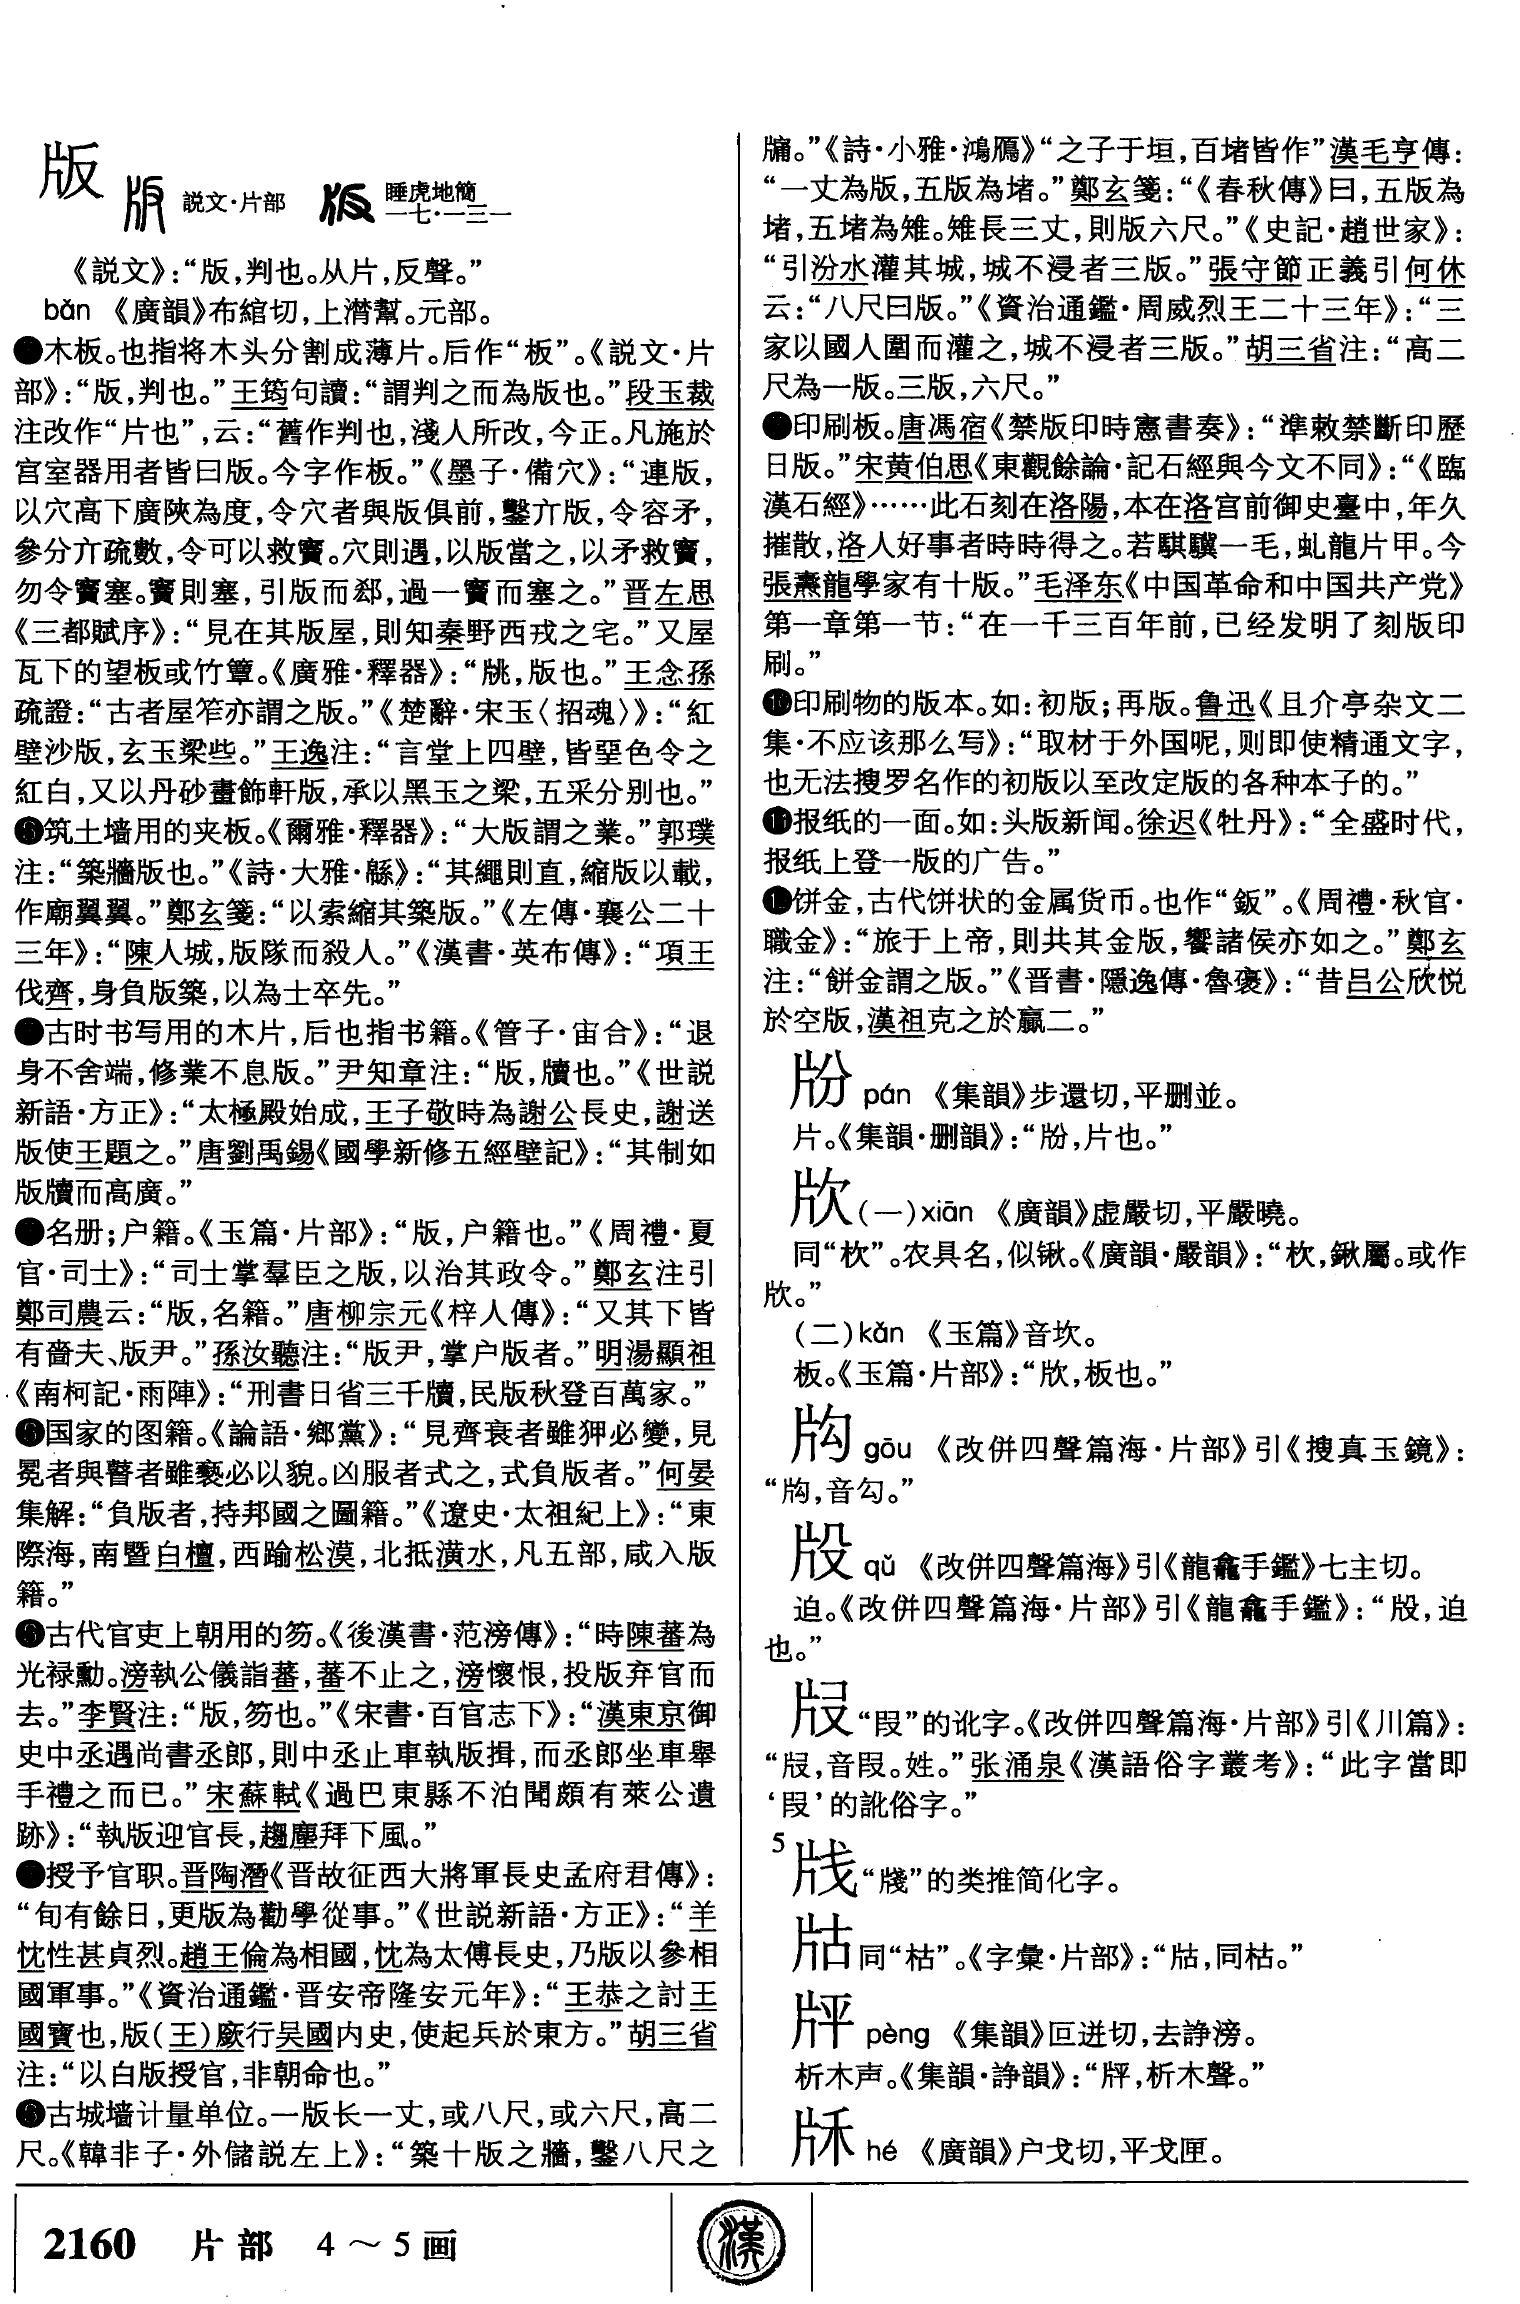 版 説文·片部 睡虎地簡
一七·一三一
《説文》：“版，判也。从片，反聲。”
bǎn 《廣韻》布綰切，上潸幫。元部。
❶木板。也指将木头分割成薄片。后作“板”。《説文·片
部》：“版，判也。”王筠句讀：“謂判之而為版也。”段玉裁
注改作“片也”，云：“舊作判也，淺人所改，今正。凡施於
宫室器用者皆曰版。今字作板。”《墨子·備穴》：“連版，
以穴高下廣陜為度，令穴者與版俱前，鑿亓版，令容矛，
參分亓疏數，令可以救竇。穴則遇，以版當之，以矛救竇，
勿令竇塞。竇則塞，引版而郄，過一竇而塞之。”晋左思
《三都賦序》：“見在其版屋，則知秦野西戎之宅。”又屋
瓦下的望板或竹簟。《廣雅·釋器》：“㸠，版也。”王念孫
疏證：“古者屋笮亦謂之版。”《楚辭·宋玉〈招魂〉》：“紅
壁沙版，玄玉梁些。”王逸注：“言堂上四壁，皆堊色令之
紅白，又以丹砂畫飾軒版，承以黑玉之梁，五采分别也。”
筑土墙用的夹板。《爾雅·釋器》：“大版謂之業。”郭璞
注：“築牆版也。”《詩·大雅·緜》：“其繩則直，縮版以載，
作廟翼翼。”鄭玄箋：“以索縮其築版。”《左傳·襄公二十
三年》：“陳人城，版隊而殺人。”《漢書·英布傳》：“項王
伐齊，身負版築，以為士卒先。”
古时书写用的木片，后也指书籍。《管子·宙合》：“退
身不舍端，修業不息版。”尹知章注：“版，牘也。”《世説
新語·方正》：“太極殿始成，王子敬時為謝公長史，謝送
版使王題之。”唐劉禹錫《國學新修五經壁記》：“其制如
版牘而高廣。”
名册；户籍。《玉篇·片部》：“版，户籍也。”《周禮·夏
官·司士》：“司士掌羣臣之版，以治其政令。”鄭玄注引
鄭司農云：“版，名籍。”唐柳宗元《梓人傳》：“又其下皆
有嗇夫、版尹。”孫汝聽注：“版尹，掌户版者。”明湯顯祖
《南柯記·雨陣》：“刑書日省三千牘，民版秋登百萬家。”
国家的图籍。《論語·鄉黨》：“見齊衰者雖狎必變，見
冕者與瞽者雖褻必以貌。凶服者式之，式負版者。”何晏
集解：“負版者，持邦國之圖籍。”《遼史·太祖紀上》：“東
際海，南暨白檀，西踰松漠，北抵潢水，凡五部，咸入版
籍。”
❻古代官吏上朝用的笏。《後漢書·范滂傳》：“時陳蕃為
光禄勳。滂執公儀詣蕃，蕃不止之，滂懷恨，投版弃官而
去。”李賢注：“版，笏也。”《宋書·百官志下》：“漢東京御
史中丞遇尚書丞郎，則中丞止車執版揖，而丞郎坐車舉
手禮之而已。”宋蘇軾《過巴東縣不泊聞頗有萊公遺
跡》：“執版迎官長，趨塵拜下風。”
授予官职。晋陶潛《晋故征西大將軍長史孟府君傳》：
“旬有餘日，更版為勸學從事。”《世説新語·方正》：“羊
忱性甚貞烈。趙王倫為相國，忱為太傅長史，乃版以參相
國軍事。”《資治通鑑·晋安帝隆安元年》：“王恭之討王
國寶也，版（王）廞行吴國内史，使起兵於東方。”胡三省
注：“以白版授官，非朝命也。”
古城墙计量单位。一版长一丈，或八尺，或六尺，高二
尺。《韓非子·外儲説左上》：“築十版之牆，鑿八尺之
牖。”《詩·小雅·鴻鴈》“之子于垣，百堵皆作”漢毛亨傳：
“一丈為版，五版為堵。”鄭玄箋：“《春秋傳》曰，五版為
堵，五堵為雉。雉長三丈，則版六尺。”《史記·趙世家》：
“引汾水灌其城，城不浸者三版。”張守節正義引何休
云：“八尺曰版。”《資治通鑑·周威烈王二十三年》：“三
家以國人圍而灌之，城不浸者三版。”胡三省注：“高二
尺為一版。三版，六尺。”
印刷板。唐馮宿《禁版印時憲書奏》：“準敕禁斷印歷
日版。”宋黄伯思《東觀餘論·記石經與今文不同》：“《臨
漢石經》……此石刻在洛陽，本在洛宫前御史臺中，年久
摧散，洛人好事者時時得之。若騏驥一毛，虬龍片甲。今
張燾龍學家有十版。”毛泽东《中国革命和中国共产党》
第一章第一节：“在一千三百年前，已经发明了刻版印
刷。”
印刷物的版本。如：初版；再版。鲁迅《且介亭杂文二
集·不应该那么写》：“取材于外国呢，则即使精通文字，
也无法搜罗名作的初版以至改定版的各种本子的。”
⓫报纸的一面。如：头版新闻。徐迟《牡丹》：“全盛时代，
报纸上登一版的广告。”
饼金，古代饼状的金属货币。也作“鈑”。《周禮·秋官·
職金》：“旅于上帝，則共其金版，饗諸侯亦如之。”鄭玄
注：“餅金謂之版。”《晋書·隱逸傳·魯褒》：“昔吕公欣悦
於空版，漢祖克之於贏二。”
pán 《集韻》步還切，平删並。
片。《集韻·删韻》：“，片也。”
（一）xiān 《廣韻》虚嚴切，平嚴曉。
同“杴”。农具名，似锹。《廣韻·嚴韻》：“杴，鍬屬。或作
。”
（二）kǎn 《玉篇》音坎。
板。《玉篇·片部》：“，板也。”
gōu 《改併四聲篇海·片部》引《搜真玉鏡》：
“，音勾。”
qǔ 《改併四聲篇海》引《龍龕手鑑》七主切。
迫。《改併四聲篇海·片部》引《龍龕手鑑》：“，迫
也。”
“叚”的讹字。《改併四聲篇海·片部》引《川篇》：
“，音叚。姓。”张涌泉《漢語俗字叢考》：“此字當即
‘叚’的訛俗字。”
5 “牋”的类推简化字。
同“枯”。《字彙·片部》：“，同枯。”
pèng 《集韻》叵迸切，去諍滂。
析木声。《集韻·諍韻》：“，析木聲。”
hé 《廣韻》户戈切，平戈匣。
2160 片部 4～5画
漢